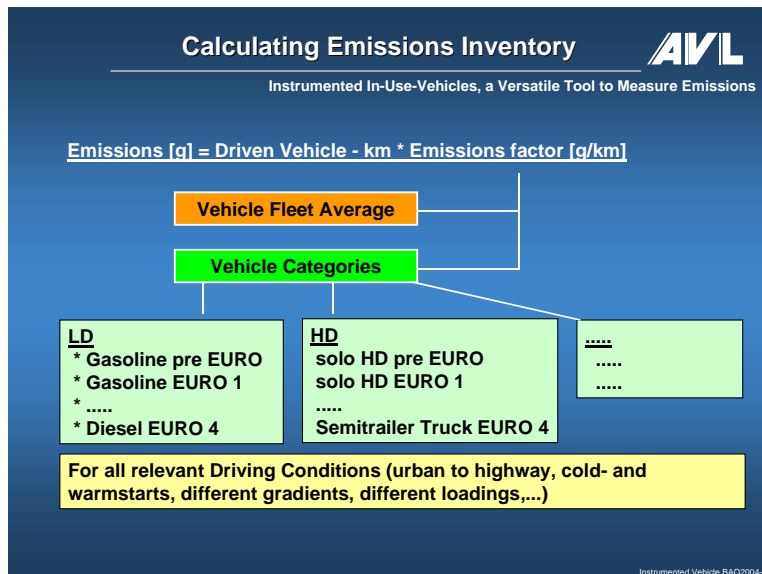 Calculating Emissions Inventory
AVL
Instrumented In-Use-Vehicles, a Versatile Tool to Measure Emissions
Emissions [g] = Driven Vehicle - km * Emissions factor [g/km]
Vehicle Fleet Average
Vehicle Categories
LD
* Gasoline pre EURO
* Gasoline EURO 1
* .....
* Diesel EURO 4
HD
solo HD pre EURO
solo HD EURO 1
.....
Semitrailer Truck EURO 4
.....
.....
.....
For all relevant Driving Conditions (urban to highway, cold- and
warmstarts, different gradients, different loadings,...)
Instrumented Vehicle BAQ2004-